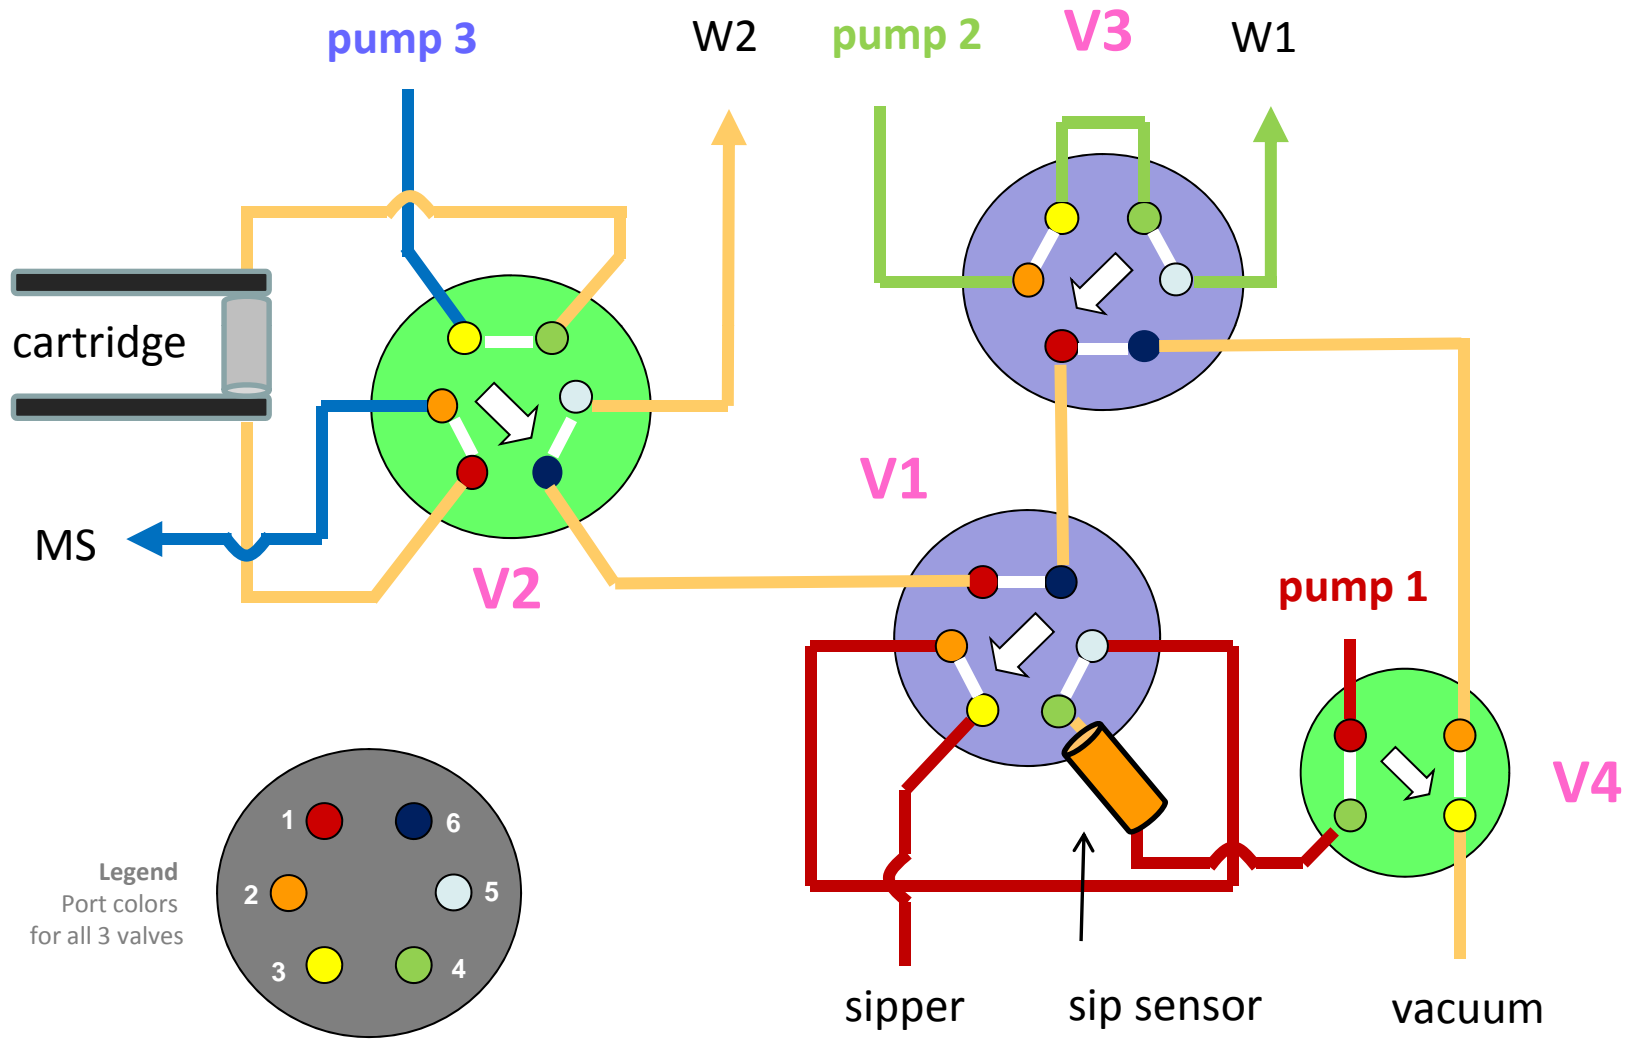 pump 3
W2
pump 2
V3
W1
cartridge
MS
V2
V1
pump 1
V4
Legend
Port colors
for all 3 valves
1
6
2
5
3
4
sipper
sip sensor
vacuum